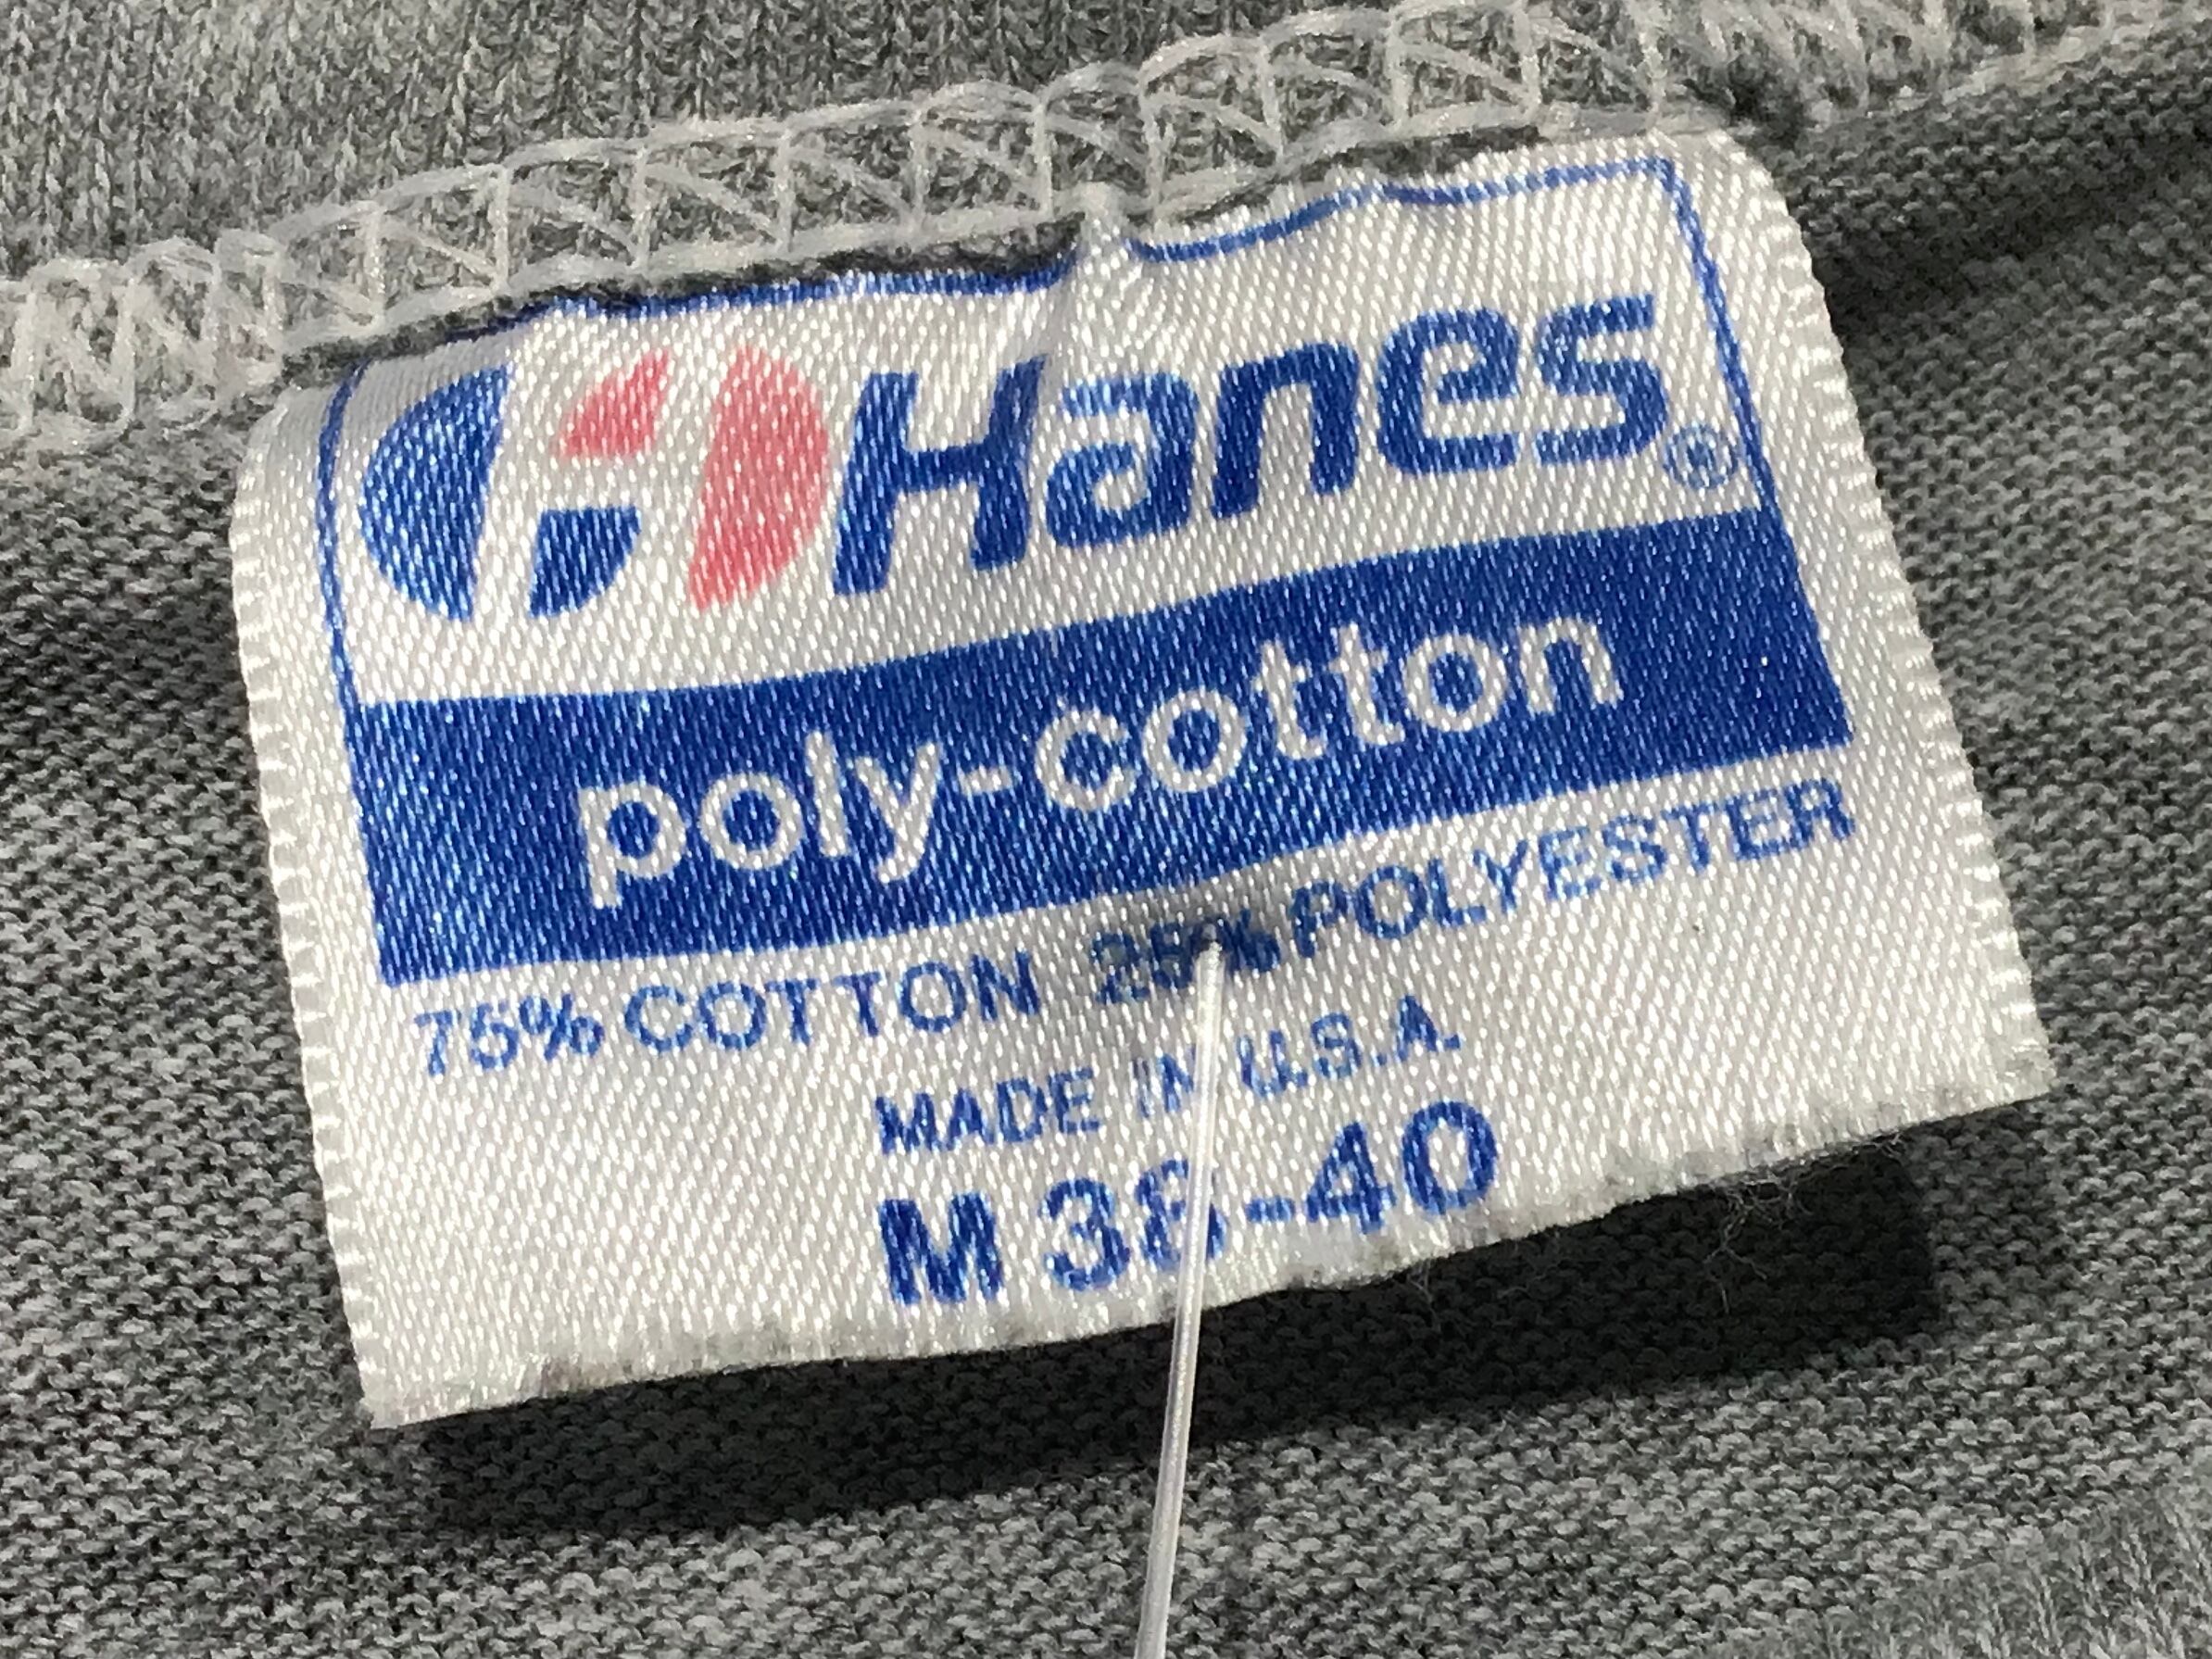 Hanes®
poly-cotton
75% COTTON 25% POLYESTER
MADE IN U.S.A.
M 38-40